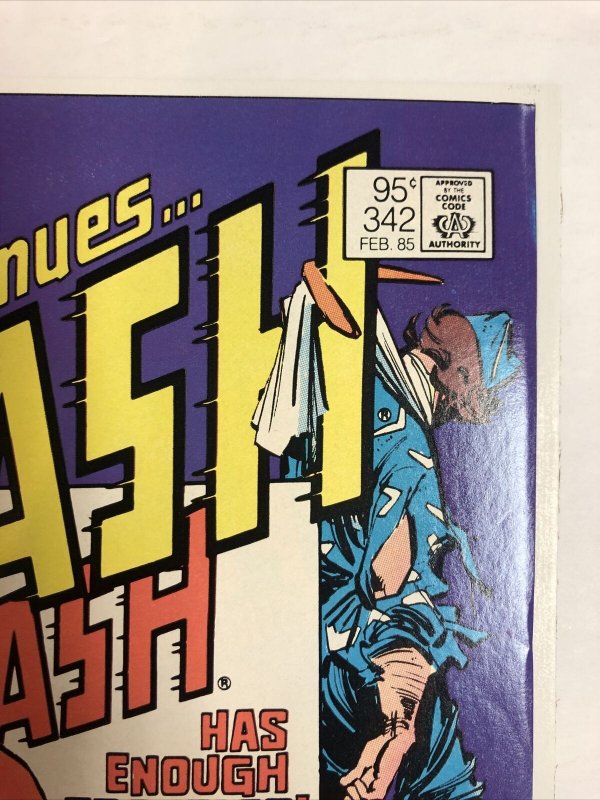 nues...
ASH
95¢
342
FEB. 85
APPROVED
BY THE
COMICS
CODE
CA
AUTHORITY
®
ASH®
HAS
ENOUGH